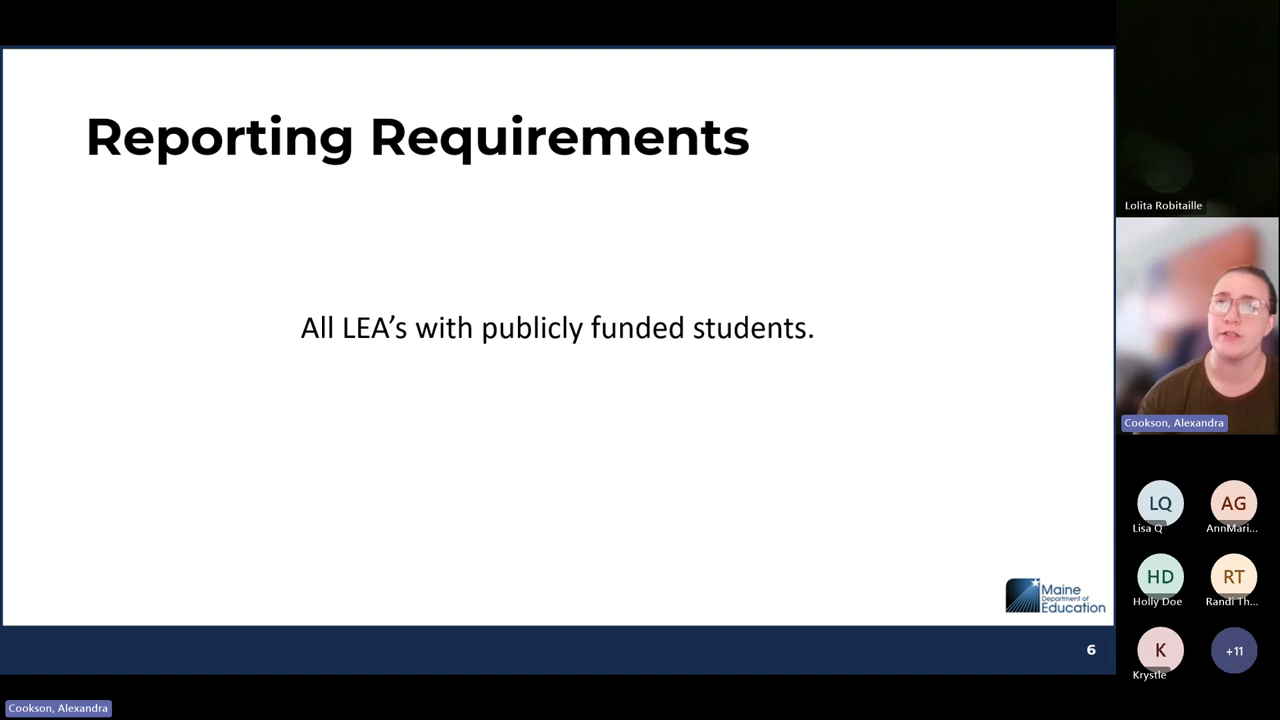 Reporting Requirements
All LEA’s with publicly funded students.
Maine
Department of
Education
6
Lolita Robitaille
Cookson, Alexandra
LQ
Lisa Q
AG
AnnMari...
HD
Holly Doe
RT
Randi Th...
K
Krystle
+11
Cookson, Alexandra